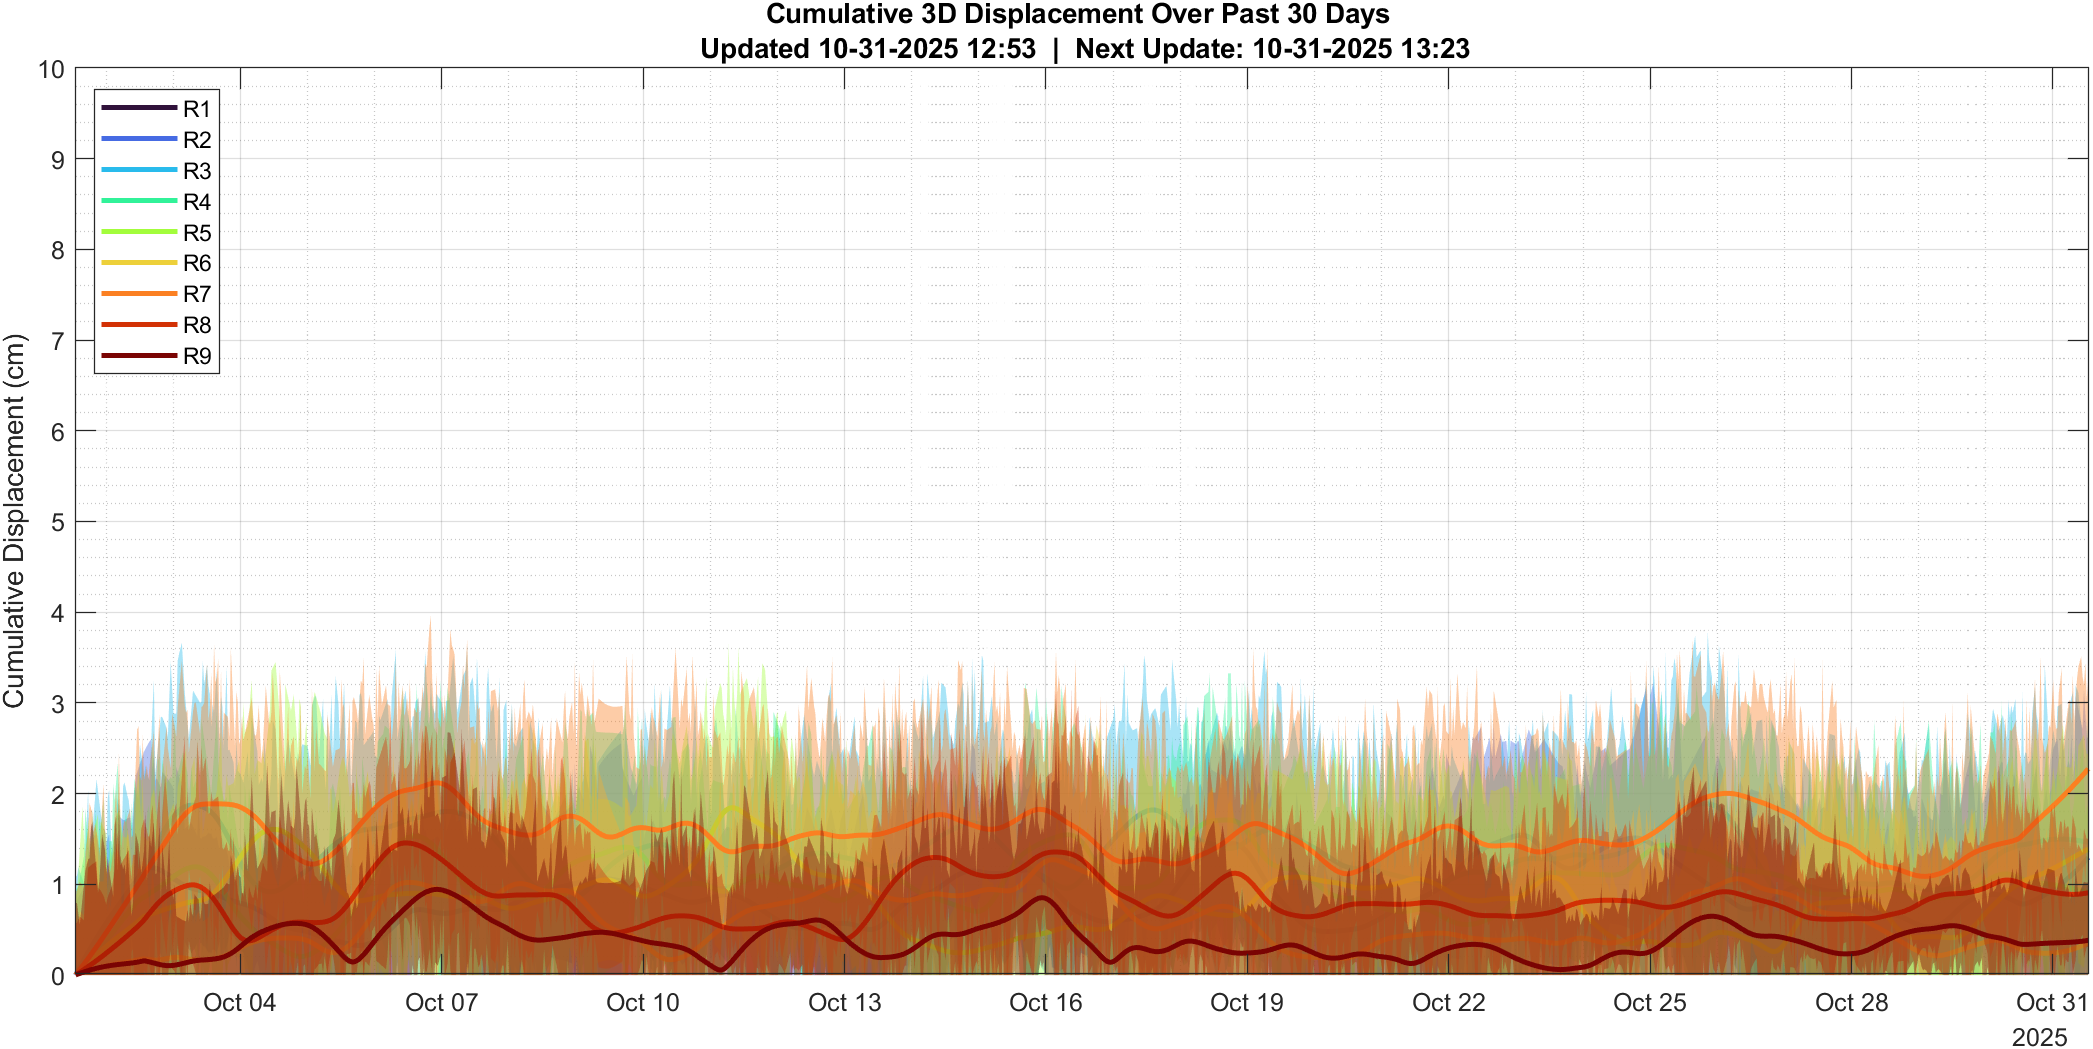 Cumulative 3D Displacement Over Past 30 Days
Updated 10-31-2025 12:53 | Next Update: 10-31-2025 13:23
Cumulative Displacement (cm)
10
9
8
7
6
5
4
3
2
1
0
R1
R2
R3
R4
R5
R6
R7
R8
R9
Oct 04 Oct 07 Oct 10 Oct 13 Oct 16 Oct 19 Oct 22 Oct 25 Oct 28 Oct 31
2025